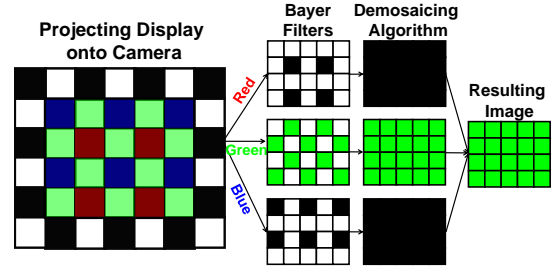 Projecting Display
onto Camera
Bayer
Filters
Demosaicing
Algorithm
Resulting
Image
Red
Green
Blue